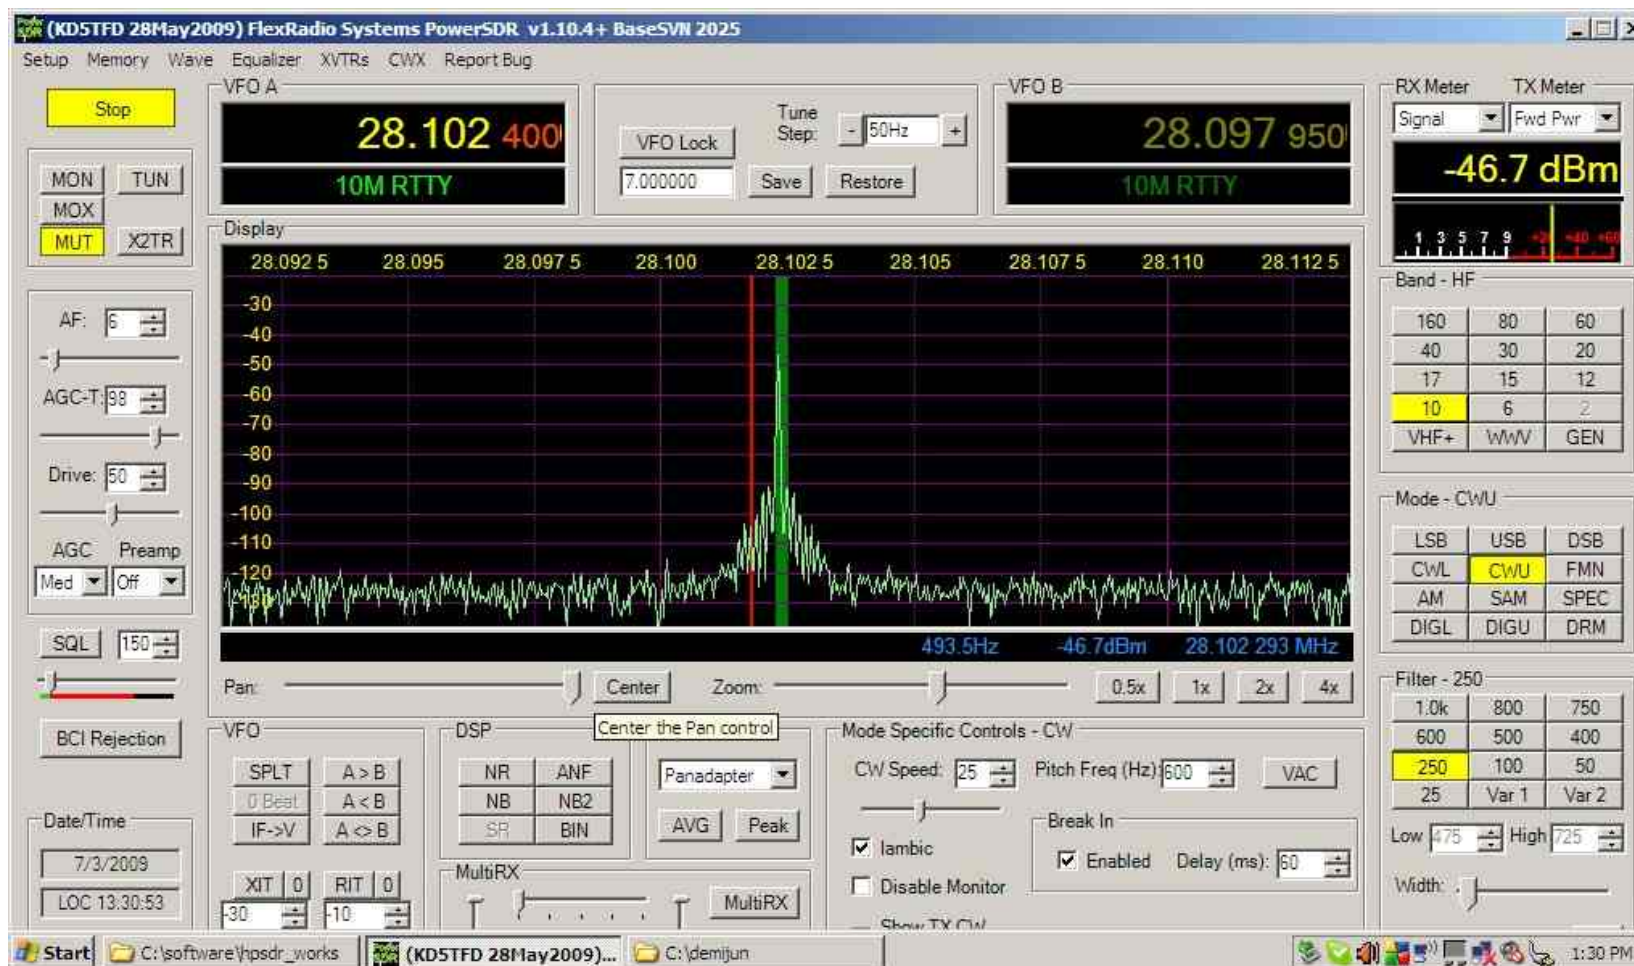 (KD5TFD 28May2009) FlexRadio Systems PowerSDR v1.10.4+ BaseSVN 2025
Setup Memory Wave Equalizer XVTRs CWX Report Bug
Stop
MON TUN
MOX
MUT X2TR
VFO A
28.102 400
10M RTTY
VFO Lock
Tune Step: - 50Hz +
7.000000 Save Restore
VFO B
28.097 950
10M RTTY
RX Meter TX Meter
Signal Fwd Pwr
-46.7 dBm
1 3 5 7 9 +20 +40 +60
Display
28.092 5 28.095 28.097 5 28.100 28.102 5 28.105 28.107 5 28.110 28.112 5
-30
-40
-50
-60
-70
-80
-90
-100
-110
-120
-130
493.5Hz -46.7dBm 28.102 293 MHz
Pan: Center Zoom: 0.5x 1x 2x 4x
Center the Pan control
AF: 6
AGC-T: 98
Drive: 50
AGC Preamp
Med Off
SQL 150
BCI Rejection
Date/Time
7/3/2009
LOC 13:30:53
VFO
SPLT A > B
0 Beat A < B
IF->V A <> B
XIT 0 RIT 0
-30 -10
DSP
NR ANF
NB NB2
SR BIN
Panadapter
AVG Peak
MultiRX
MultiRX
Mode Specific Controls - CW
CW Speed: 25 Pitch Freq (Hz): 600 VAC
Iambic
Disable Monitor
Show TX CW
Break In
Enabled Delay (ms): 60
Band - HF
160 80 60
40 30 20
17 15 12
10 6 2
VHF+ WWV GEN
Mode - CWU
LSB USB DSB
CWL CWU FMN
AM SAM SPEC
DIGL DIGU DRM
Filter - 250
1.0k 800 750
600 500 400
250 100 50
25 Var 1 Var 2
Low 475 High 725
Width:
Start C:\software\hpsdr_works (KD5TFD 28May2009)... C:\demijun 1:30 PM